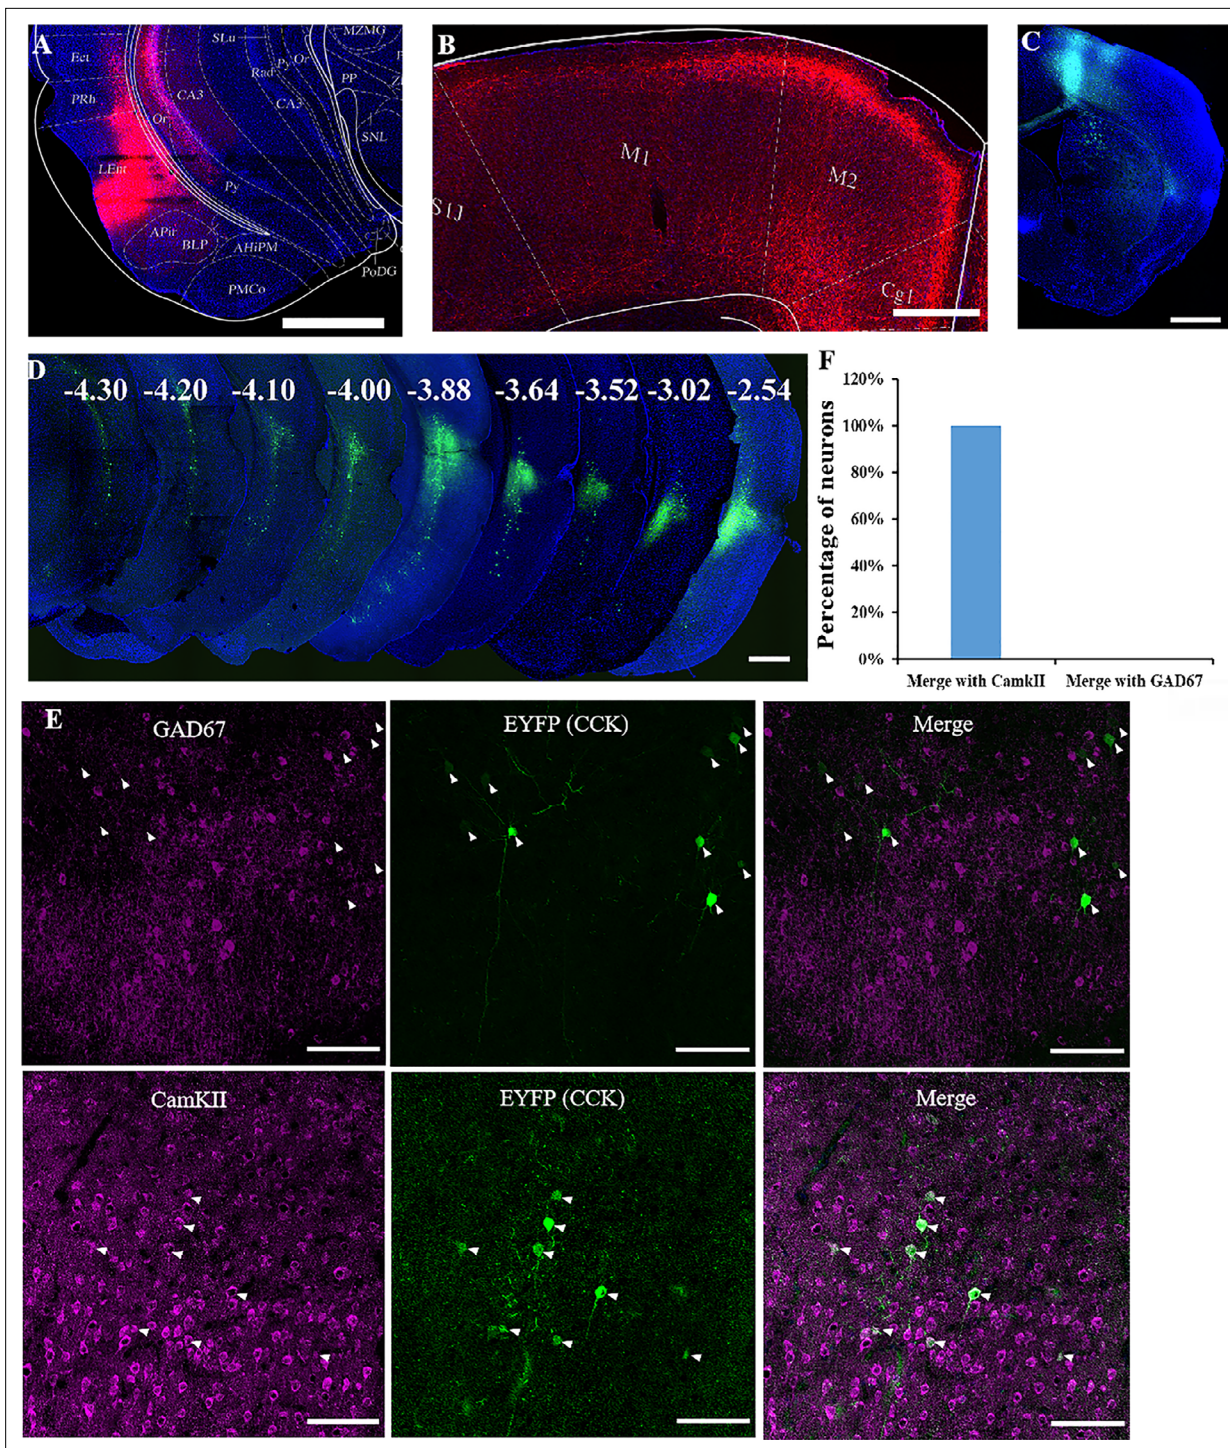 A
Ect
PRh
LEnt
APir
BLP
AHiPM
PMCo
PoDG
CA3
Or
Py
SLu
Rad
Py
Or
CA3
MZMG
PP
SNL
B
M1
M2
S1J
Cg1
C
D
-4.30 -4.20 -4.10 -4.00 -3.88 -3.64 -3.52 -3.02 -2.54
F
Percentage of neurons
120%
100%
80%
60%
40%
20%
0%
Merge with CamkII Merge with GAD67
E
GAD67 EYFP (CCK) Merge
CamKII EYFP (CCK) Merge